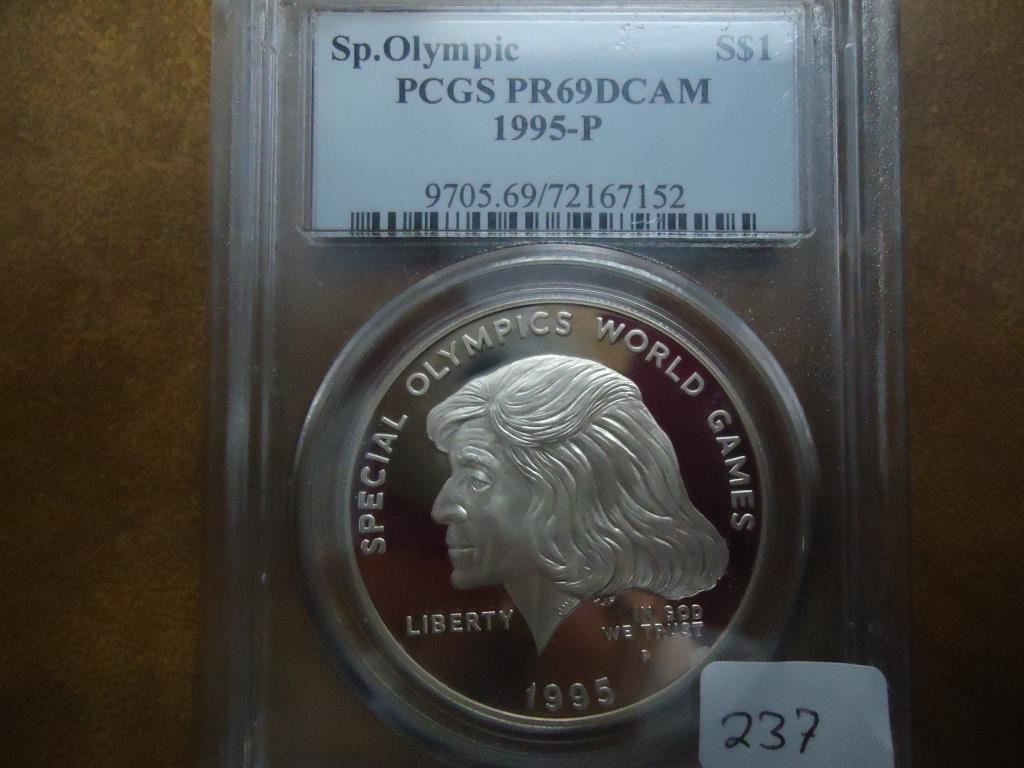 Sp.Olympic S$1
PCGS PR69DCAM
1995-P
9705.69/72167152
SPECIAL OLYMPICS WORLD GAMES
LIBERTY
IN GOD
WE TRUST
P
1995
237